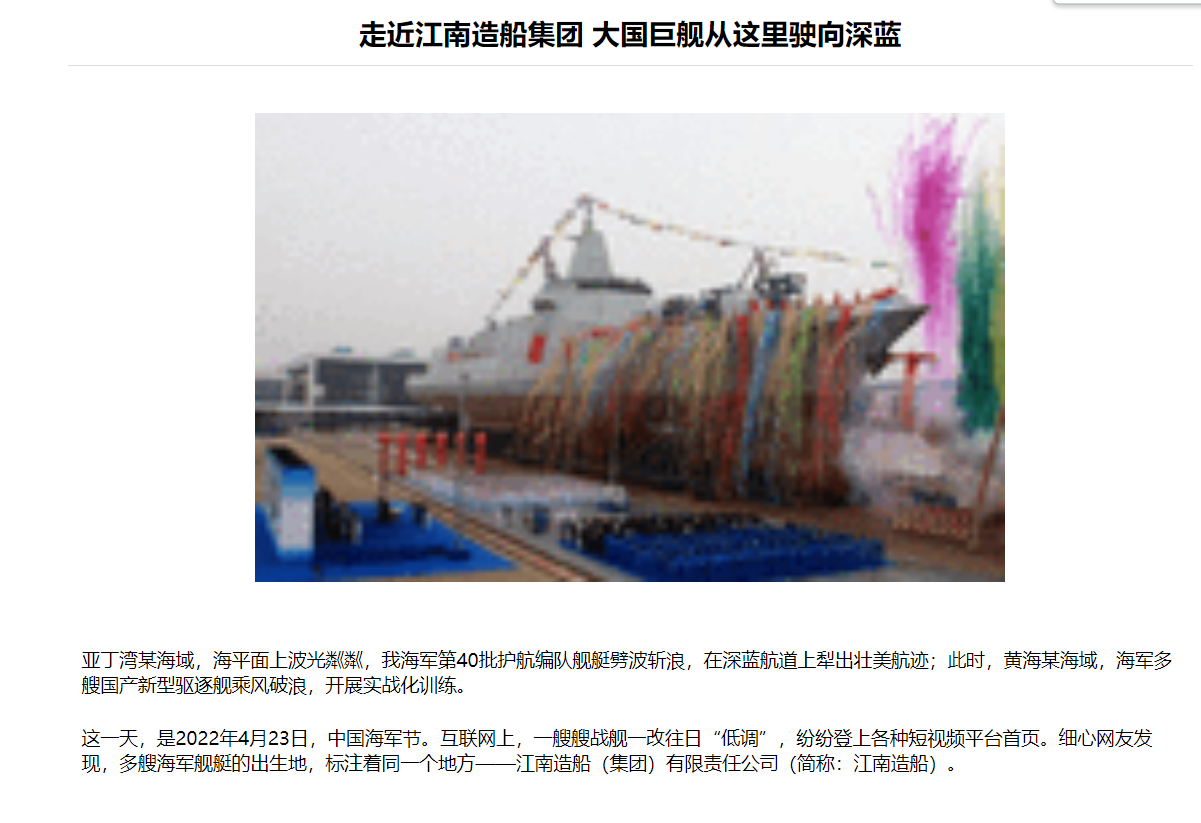 走近江南造船集团 大国巨舰从这里驶向深蓝
亚丁湾某海域，海平面上波光粼粼，我海军第40批护航编队舰艇劈波斩浪，在深蓝航道上犁出壮美航迹；此时，黄海某海域，海军多
艘国产新型驱逐舰乘风破浪，开展实战化训练。
这一天，是2022年4月23日，中国海军节。互联网上，一艘艘战舰一改往日“低调”，纷纷登上各种短视频平台首页。细心网友发
现，多艘海军舰艇的出生地，标注着同一个地方——江南造船（集团）有限责任公司（简称：江南造船）。